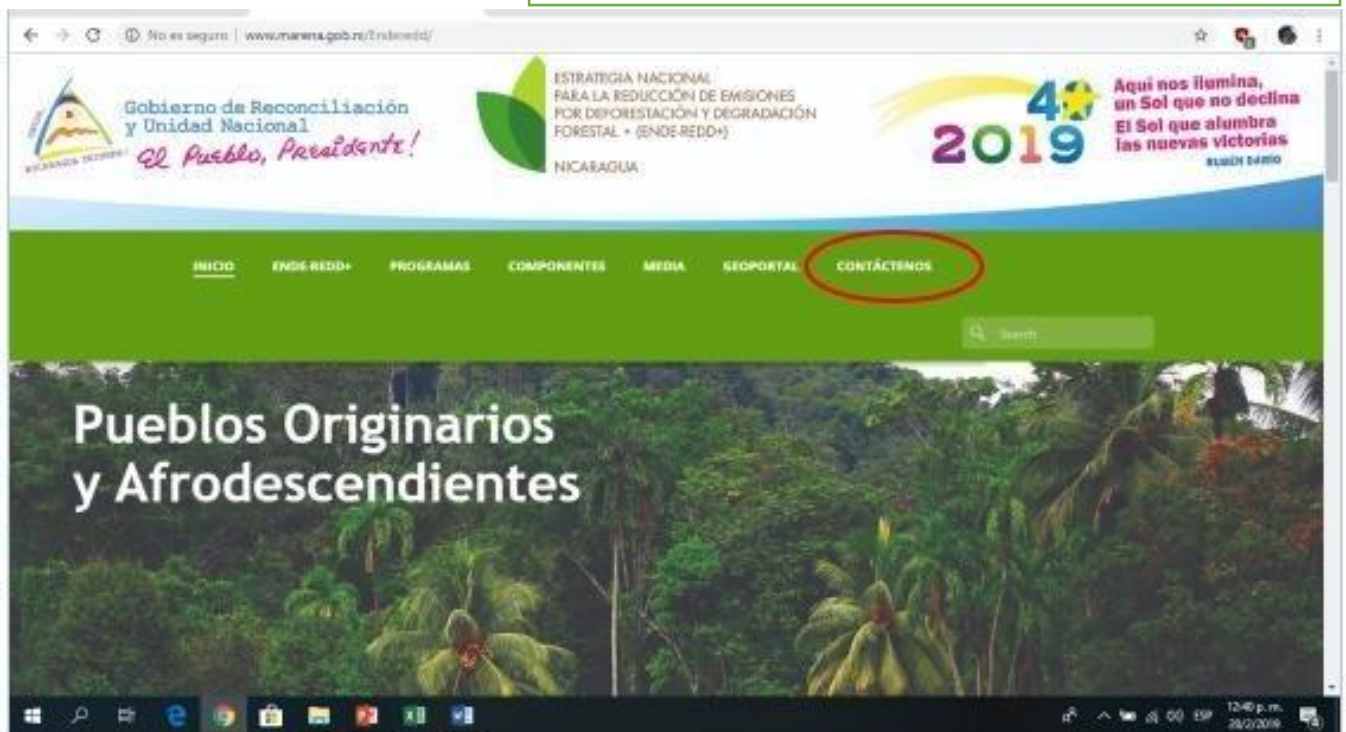 No es seguro | www.marena.gob.ni/Enderedd/
Gobierno de Reconciliación
y Unidad Nacional
El Pueblo, Presidente!
ESTRATEGIA NACIONAL
PARA LA REDUCCIÓN DE EMISIONES
POR DEFORESTACIÓN Y DEGRADACIÓN
FORESTAL + (ENDE-REDD+)
NICARAGUA
40
2019
Aquí nos ilumina,
un Sol que no declina
El Sol que alumbra
las nuevas victorias
RUBÉN DARÍO
INICIO ENDE-REDD+ PROGRAMAS COMPONENTES MEDIA GEOPORTAL CONTÁCTENOS
Search
Pueblos Originarios
y Afrodescendientes
ESP
12:40 p. m.
20/2/2019